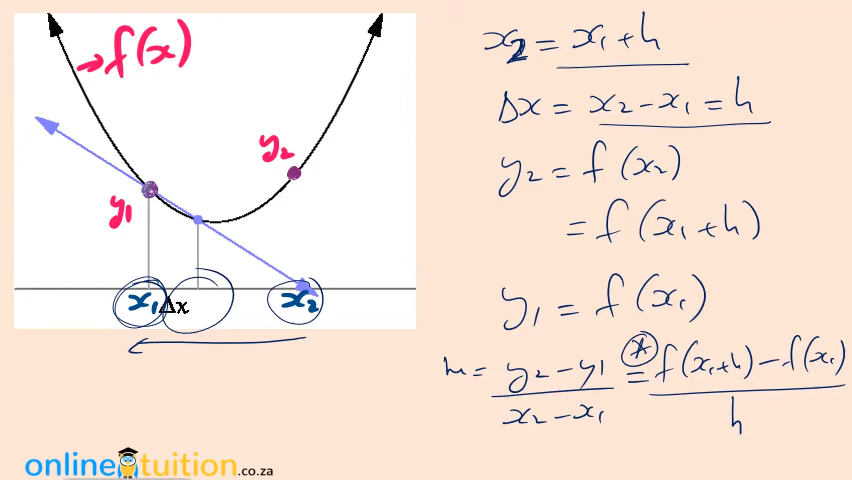 →f(x)
y₂
y₁
x₁ Δx x₂
x₂ = x₁ + h
Δx = x₂ - x₁ = h
y₂ = f(x₂)
= f(x₁+h)
y₁ = f(x₁)
m = (y₂ - y₁)/(x₂ - x₁) =* (f(x₁+h) - f(x₁))/h
onlinetuition.co.za